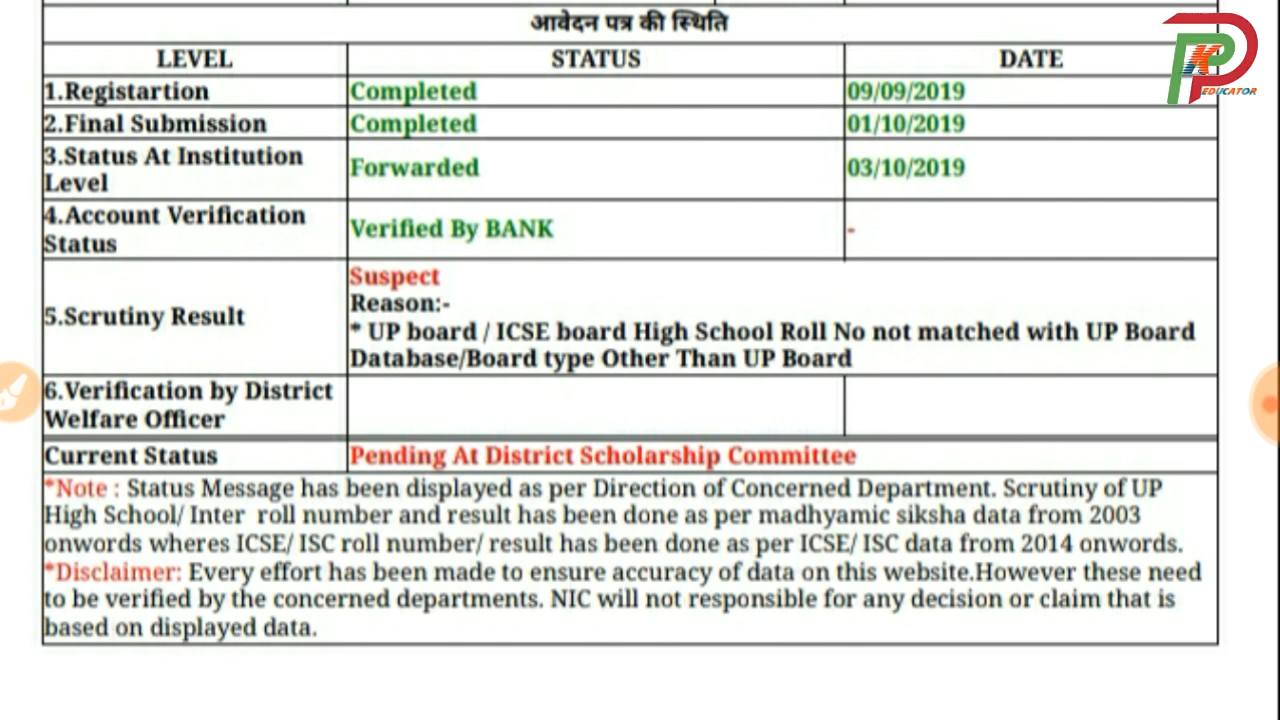 आवेदन पत्र की स्थिति
LEVEL STATUS DATE
1.Registartion Completed 09/09/2019
2.Final Submission Completed 01/10/2019
3.Status At Institution
Level
Forwarded 03/10/2019
4.Account Verification
Status
Verified By BANK -
5.Scrutiny Result
Suspect
Reason:-
* UP board / ICSE board High School Roll No not matched with UP Board
Database/Board type Other Than UP Board
6.Verification by District
Welfare Officer
Current Status Pending At District Scholarship Committee
*Note : Status Message has been displayed as per Direction of Concerned Department. Scrutiny of UP
High School/ Inter roll number and result has been done as per madhyamic siksha data from 2003
onwords wheres ICSE/ ISC roll number/ result has been done as per ICSE/ ISC data from 2014 onwords.
*Disclaimer: Every effort has been made to ensure accuracy of data on this website.However these need
to be verified by the concerned departments. NIC will not responsible for any decision or claim that is
based on displayed data.
PKP
EDUCATOR